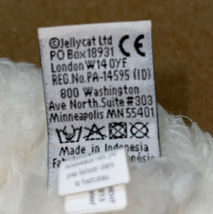 ©Jellycat Ltd
PO Box 18931
London W14 0YF
REG.NO.PA-14595 (ID)
800 Washington
Ave North.Suite #303
Minneapolis MN 55401
Made in Indonesia